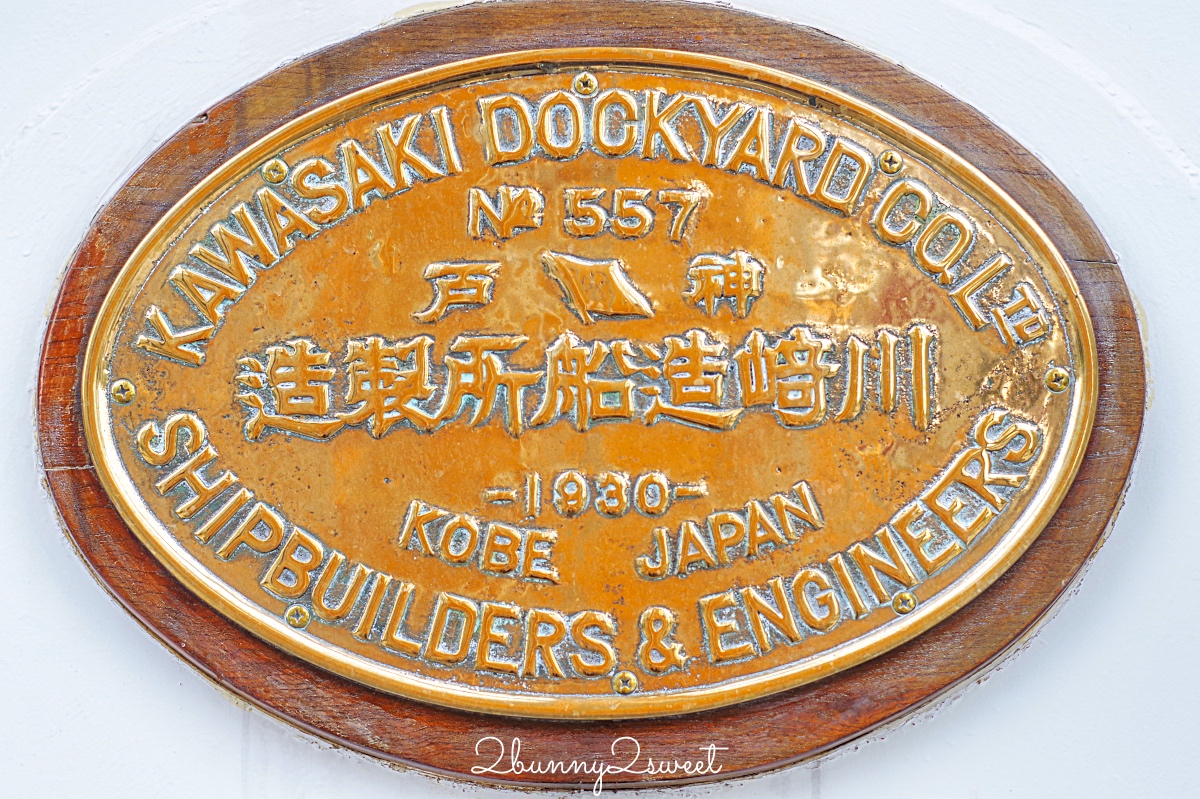 KAWASAKI DOCKYARD CO. LTD
Nº 557
神戸
川﨑造船所製造
-1930-
KOBE JAPAN
SHIPBUILDERS & ENGINEERS
2bunny2sweet